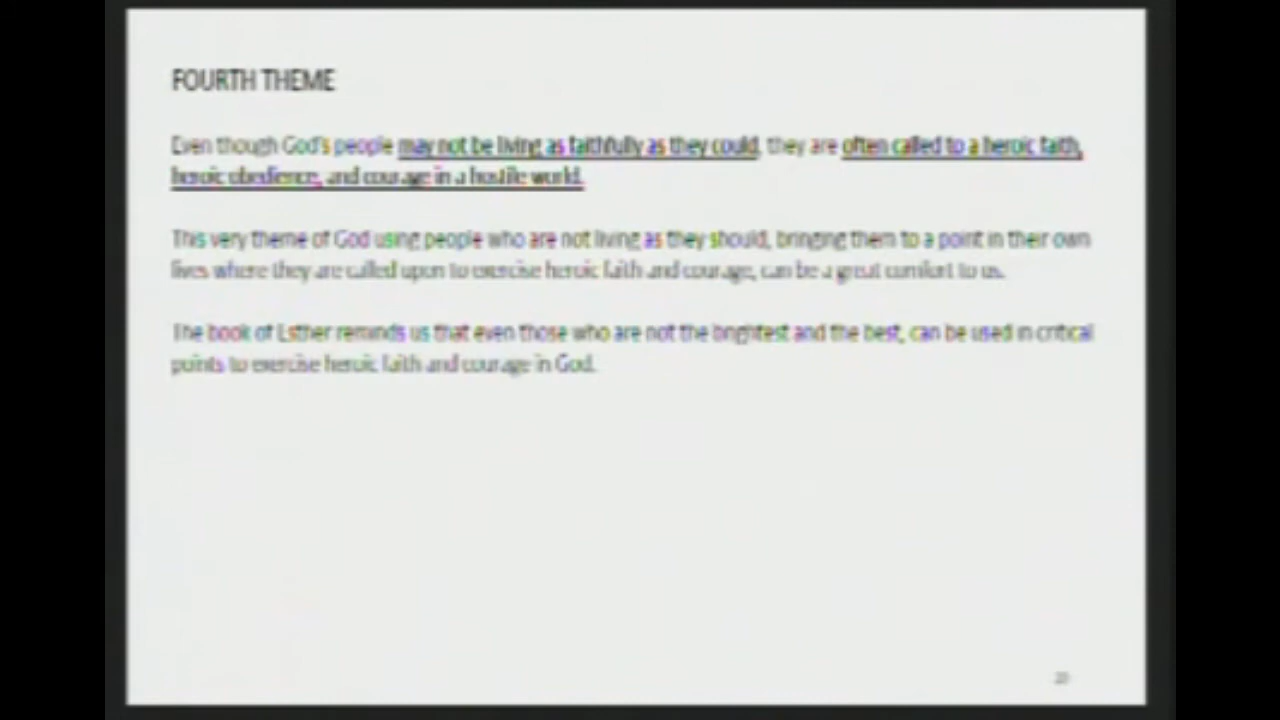 FOURTH THEME
Even though God's people may not be living as faithfully as they could, they are often called to a heroic faith,
heroic obedience, and courage in a hostile world.
This very theme of God using people who are not living as they should, bringing them to a point in their own
lives where they are called upon to exercise heroic faith and courage, can be a great comfort to us.
The book of Esther reminds us that even those who are not the brightest and the best, can be used in critical
points to exercise heroic faith and courage in God.